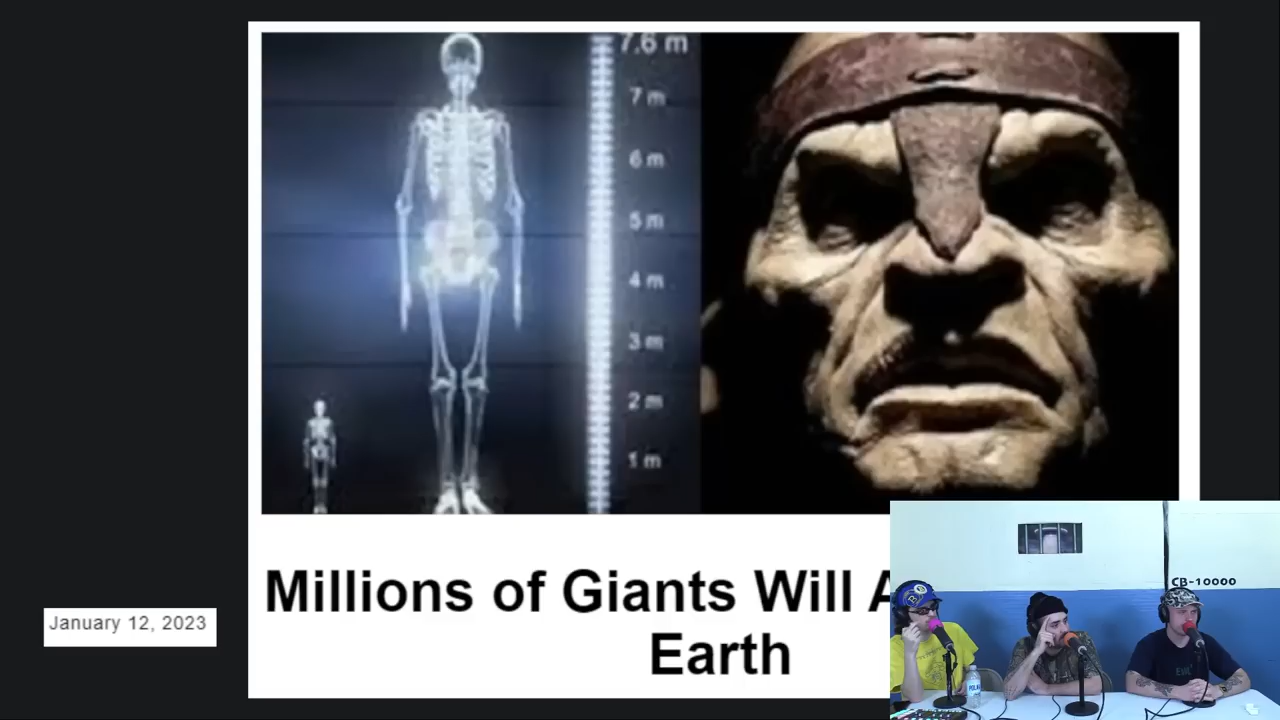 7.6 m
7 m
6 m
5 m
4 m
3 m
2 m
1 m
Millions of Giants Will
Earth
January 12, 2023
CB-10000